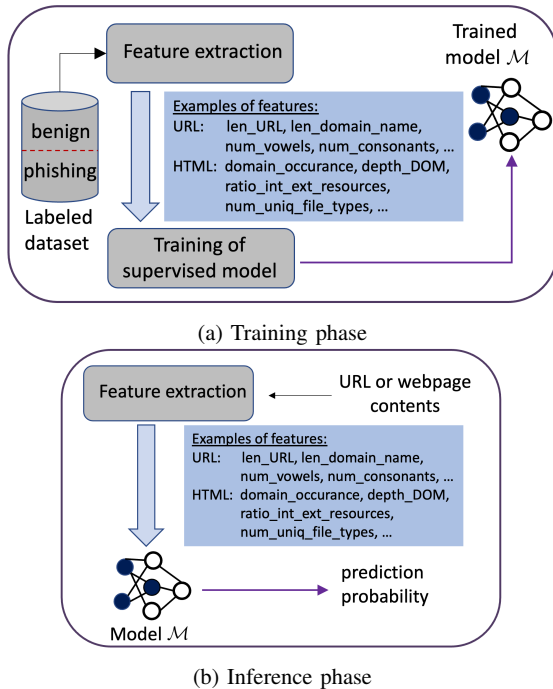 Feature extraction
Trained
model ℳ
benign
phishing
Labeled
dataset
Examples of features:
URL: len_URL, len_domain_name,
num_vowels, num_consonants, ...
HTML: domain_occurance, depth_DOM,
ratio_int_ext_resources,
num_uniq_file_types, ...
Training of
supervised model
(a) Training phase
Feature extraction
URL or webpage
contents
Examples of features:
URL: len_URL, len_domain_name,
num_vowels, num_consonants, ...
HTML: domain_occurance, depth_DOM,
ratio_int_ext_resources,
num_uniq_file_types, ...
prediction
probability
Model ℳ
(b) Inference phase